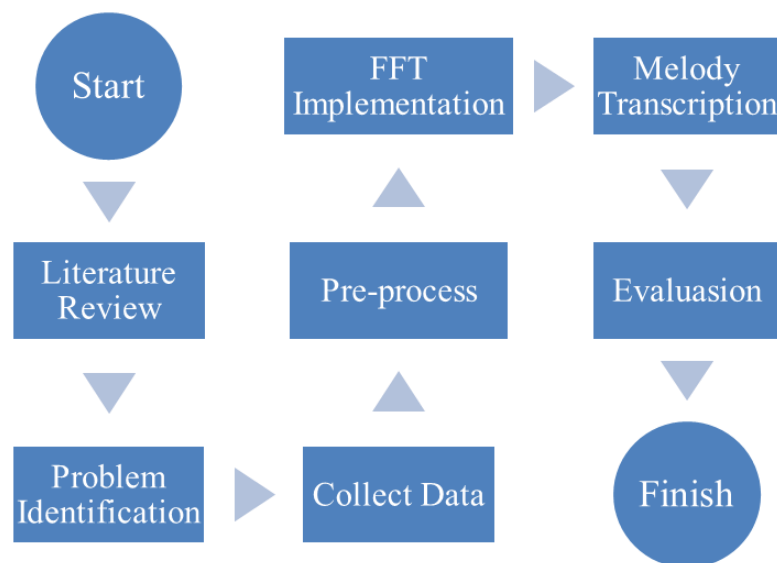 Start
Literature
Review
Problem
Identification
Collect Data
Pre-process
FFT
Implementation
Melody
Transcription
Evaluasion
Finish